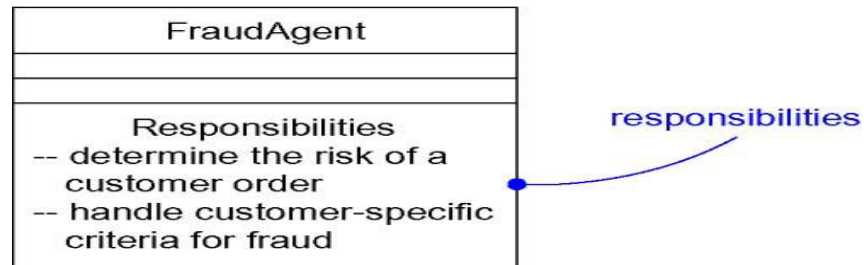 FraudAgent
Responsibilities
-- determine the risk of a
customer order
-- handle customer-specific
criteria for fraud
responsibilities